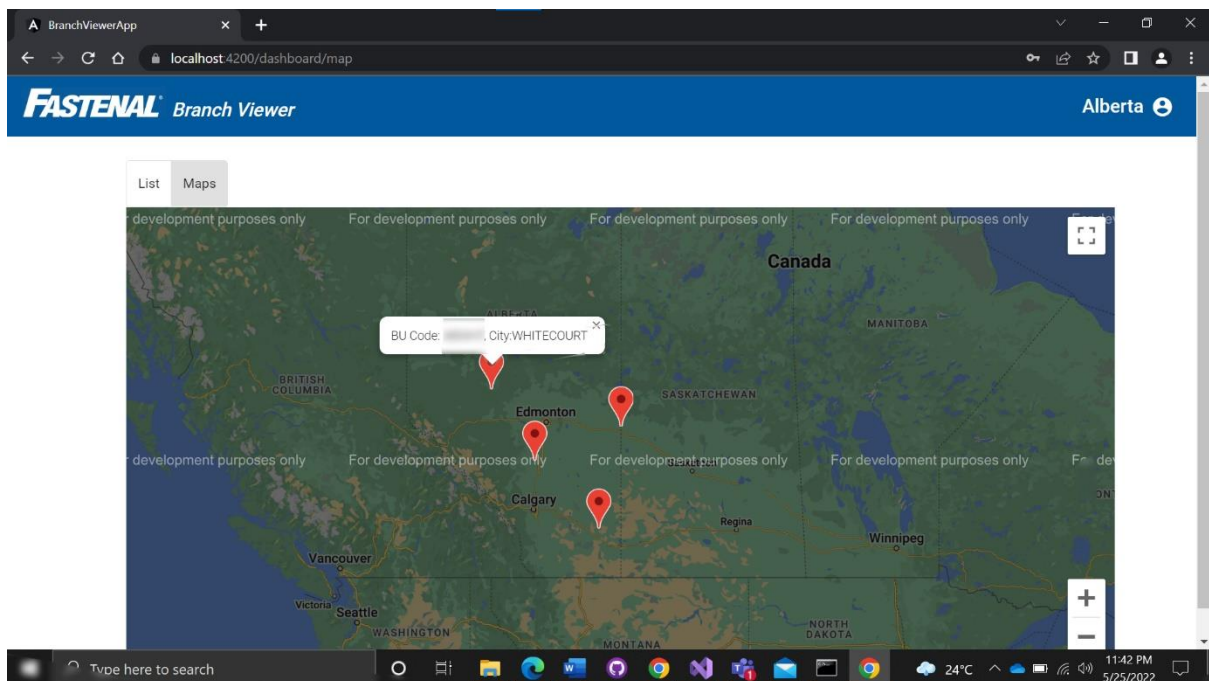 BranchViewerApp
localhost:4200/dashboard/map
FASTENAL Branch Viewer
Alberta
List Maps
development purposes only For development purposes only For development purposes only For development purposes only
Canada
ALBERTA
MANITOBA
BU Code: , City:WHITECOURT
BRITISH
COLUMBIA
SASKATCHEWAN
Edmonton
development purposes only For development purposes only For development purposes only For development purposes only
Calgary
Regina
Winnipeg
Vancouver
Victoria
Seattle
WASHINGTON
MONTANA
NORTH
DAKOTA
Type here to search
24°C
11:42 PM
5/25/2022